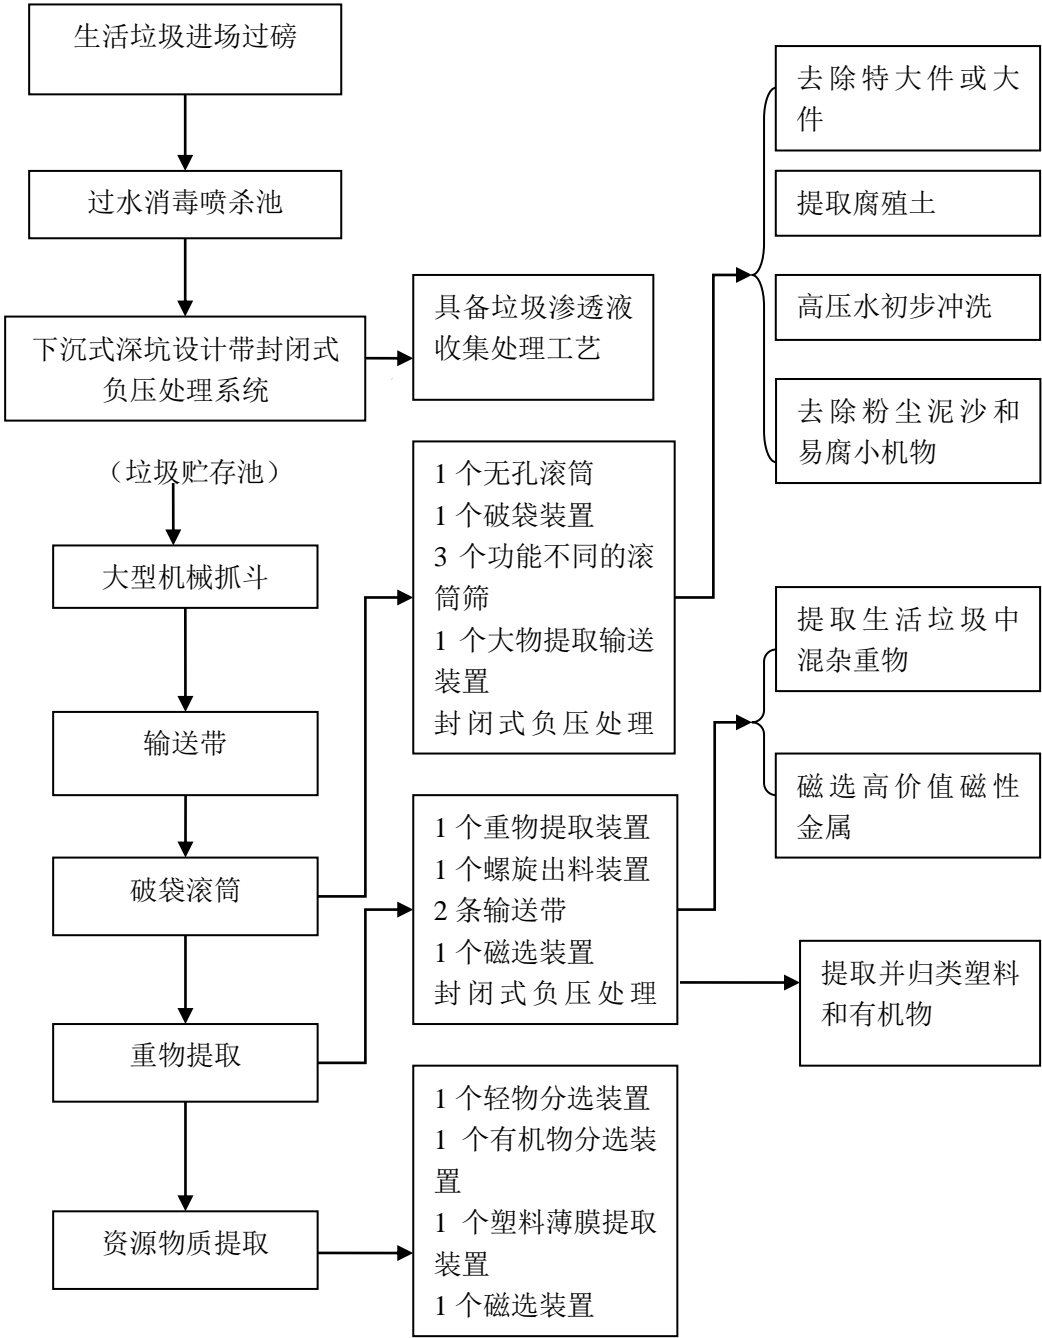 生活垃圾进场过磅
过水消毒喷杀池
下沉式深坑设计带封闭式
负压处理系统
(垃圾贮存池)
大型机械抓斗
输送带
破袋滚筒
重物提取
资源物质提取
具备垃圾渗透液
收集处理工艺
1 个无孔滚筒
1 个破袋装置
3 个功能不同的滚
筒筛
1 个大物提取输送
装置
封闭式负压处理
1 个重物提取装置
1 个螺旋出料装置
2 条输送带
1 个磁选装置
封闭式负压处理
1 个轻物分选装置
1 个有机物分选装
置
1 个塑料薄膜提取
装置
1 个磁选装置
去除特大件或大
件
提取腐殖土
高压水初步冲洗
去除粉尘泥沙和
易腐小机物
提取生活垃圾中
混杂重物
磁选高价值磁性
金属
提取并归类塑料
和有机物